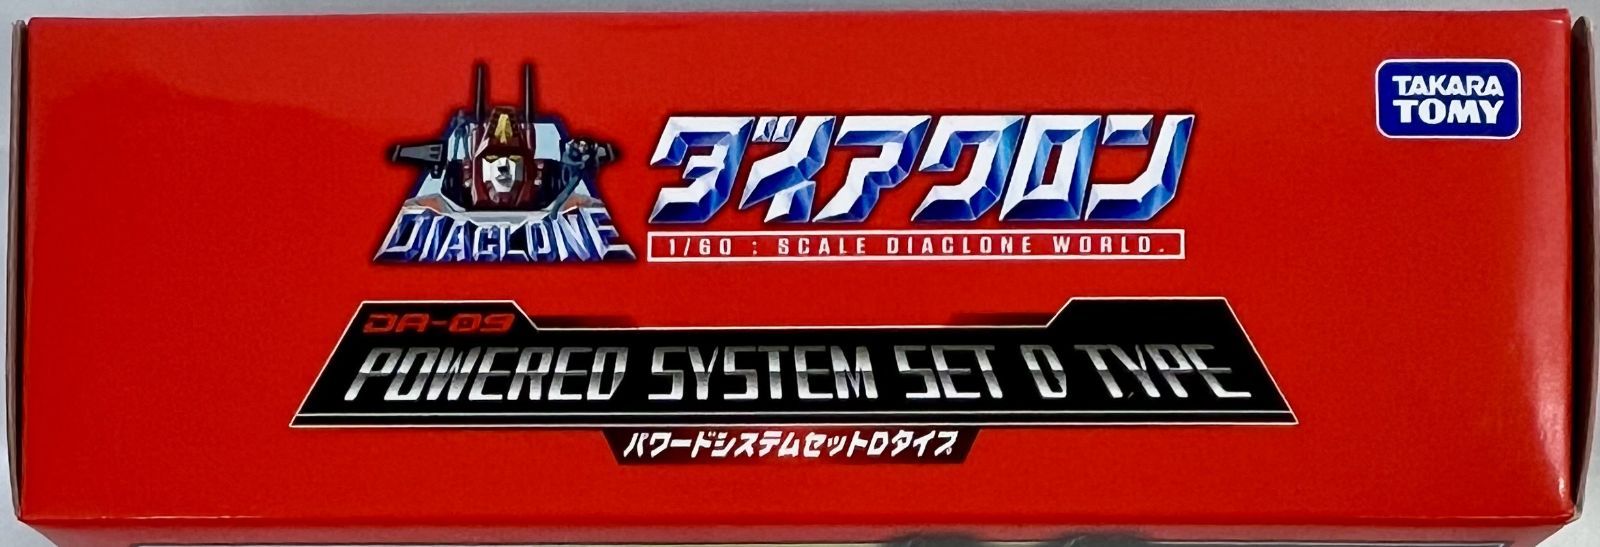 TAKARA
TOMY
DIACLONE
ダイアクロン
1/60 : SCALE DIACLONE WORLD.
DA-09
POWERED SYSTEM SET D TYPE
パワードシステムセットDタイプ